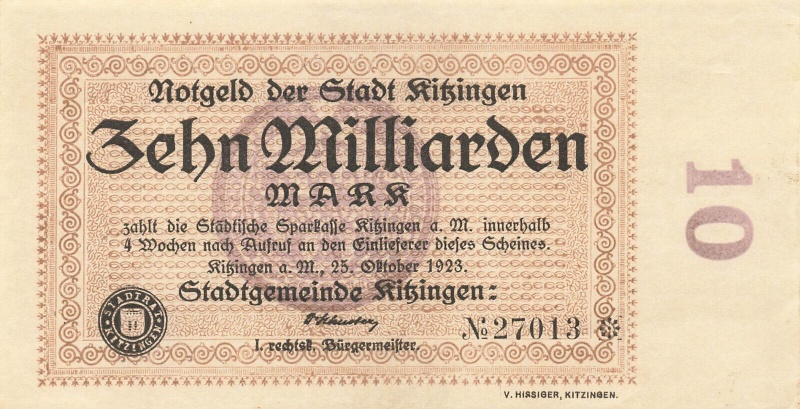 Notgeld der Stadt Kitzingen
Zehn Milliarden
MARK
zahlt die Städtische Sparkasse Kitzingen a. M. innerhalb
4 Wochen nach Aufruf an den Einlieferer dieses Scheines.
Kitzingen a. M., 25. Oktober 1923.
Stadtgemeinde Kitzingen:
I. rechtsk. Bürgermeister.
№ 27013
STADTRAT KITZINGEN
10
V. HISSIGER, KITZINGEN.